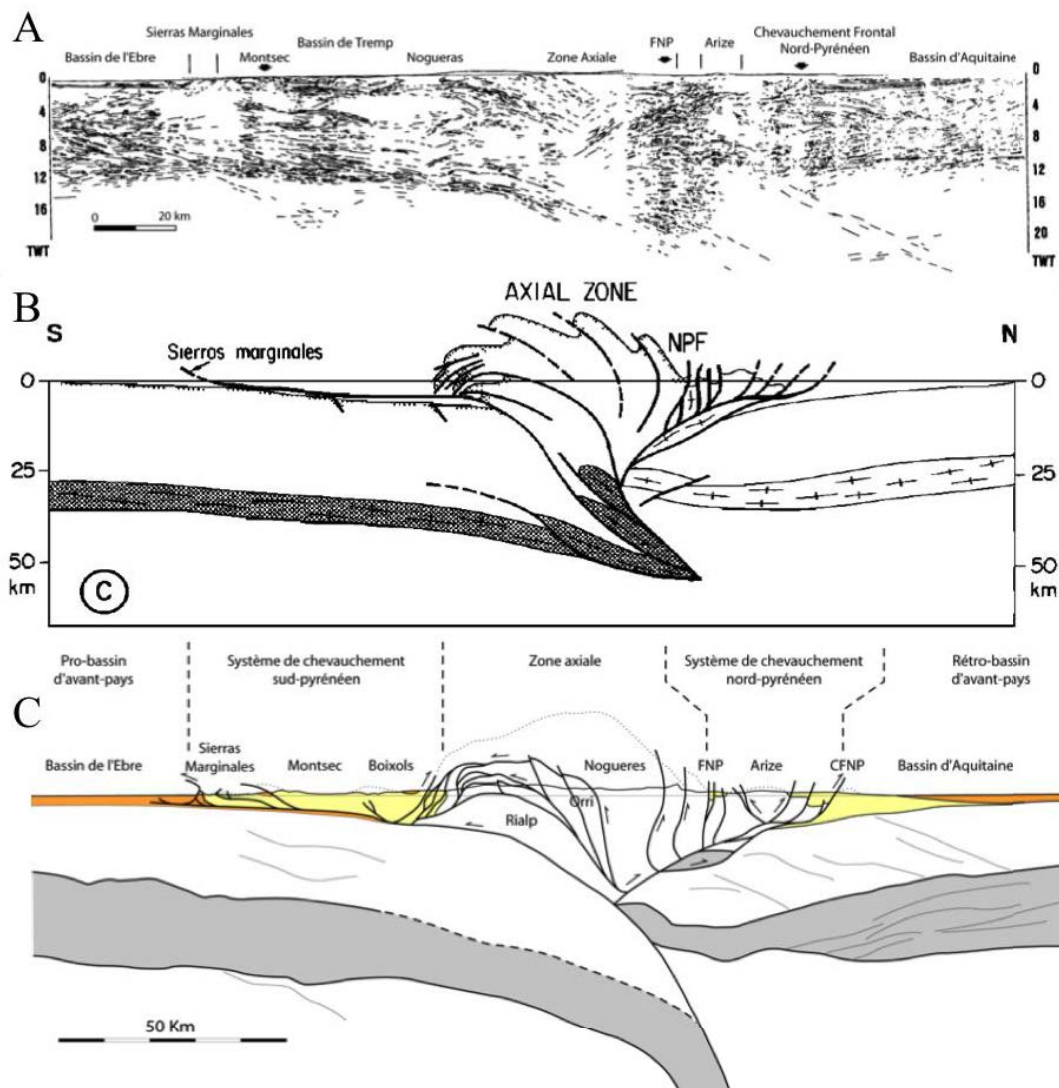 A
Sierras Marginales
Bassin de Tremp
Chevauchement Frontal
Nord-Pyrénéen
Bassin de l'Ebre
Montsec
Nogueras
Zone Axiale
FNP
Arize
Bassin d'Aquitaine
0
4
8
12
16
TWT
0
4
8
12
16
20
TWT
0
20 km
B
AXIAL ZONE
S
N
Sierros marginales
NPF
0
25
50
km
0
25
50
km
C
Pro-bassin
d'avant-pays
Système de chevauchement
sud-pyrénéen
Zone axiale
Système de chevauchement
nord-pyrénéen
Rétro-bassin
d'avant-pays
C
Bassin de l'Ebre
Sierras
Marginales
Montsec
Boixols
Nogueres
FNP
Arize
CFNP
Bassin d'Aquitaine
Orri
Rialp
50 Km